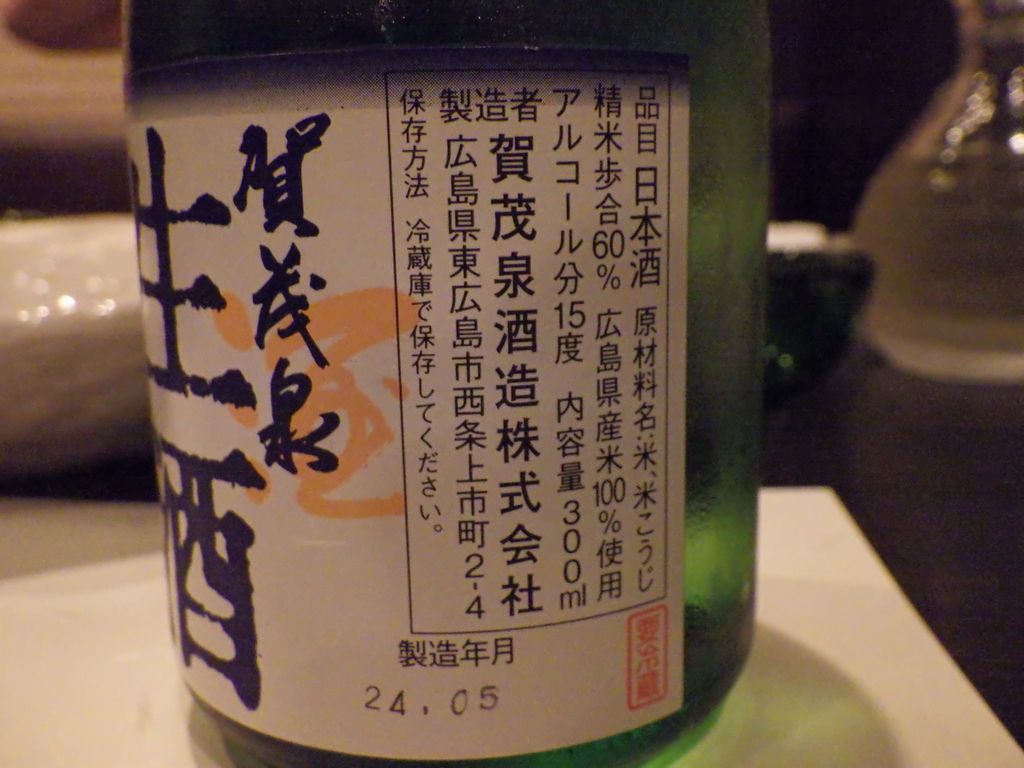 品目 日本酒 原材料名:米、米こうじ
精米歩合60% 広島県産米100%使用
アルコール分15度 内容量300ml
製造者 賀茂泉酒造株式会社
広島県東広島市西条上市町2-4
保存方法 冷蔵庫で保存してください。
製造年月
24.05
要冷蔵
賀茂泉
生酒